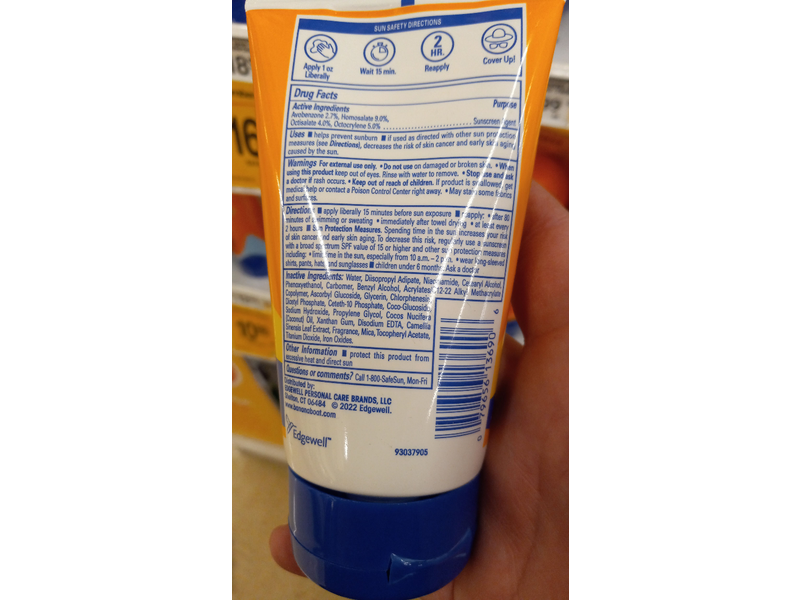 SUN SAFETY DIRECTIONS
2
HR.
Apply 1 oz
Liberally
Wait 15 min.
Reapply
Cover Up!
Drug Facts
Active Ingredients
Purpose
Avobenzone 2.7%, Homosalate 9.0%,
Octisalate 4.0%, Octocrylene 5.0% Sunscreen Agent
Uses ■ helps prevent sunburn ■ if used as directed with other sun protection
measures (see Directions), decreases the risk of skin cancer and early skin aging
caused by the sun.
Warnings For external use only. • Do not use on damaged or broken skin. • When
using this product keep out of eyes. Rinse with water to remove. • Stop use and ask
a doctor if rash occurs. • Keep out of reach of children. If product is swallowed, get
medical help or contact a Poison Control Center right away. • May stain some fabrics
and surfaces.
Directions ■ apply liberally 15 minutes before sun exposure ■ reapply: • after 80
minutes of swimming or sweating • immediately after towel drying • at least every
2 hours ■ Sun Protection Measures. Spending time in the sun increases your risk
of skin cancer and early skin aging. To decrease this risk, regularly use a sunscreen
with a broad spectrum SPF value of 15 or higher and other sun protection measures
including: • limit time in the sun, especially from 10 a.m. – 2 p.m. • wear long-sleeved
shirts, pants, hats, and sunglasses ■ children under 6 months: Ask a doctor
Inactive Ingredients: Water, Diisopropyl Adipate, Niacinamide, Cetearyl Alcohol,
Phenoxyethanol, Carbomer, Benzyl Alcohol, Acrylates/C12-22 Alkyl Methacrylate
Copolymer, Ascorbyl Glucoside, Glycerin, Chlorphenesin,
Dicetyl Phosphate, Ceteth-10 Phosphate, Coco-Glucoside,
Sodium Hydroxide, Propylene Glycol, Cocos Nucifera
(Coconut) Oil, Xanthan Gum, Disodium EDTA, Camellia
Sinensis Leaf Extract, Fragrance, Mica, Tocopheryl Acetate,
Titanium Dioxide, Iron Oxides.
Other Information ■ protect this product from
excessive heat and direct sun
Questions or comments? Call 1-800-SafeSun, Mon-Fri
Distributed by:
EDGEWELL PERSONAL CARE BRANDS, LLC
Shelton, CT 06484 © 2022 Edgewell.
www.bananaboat.com
Edgewell™
93037905
0 79656 13690 6